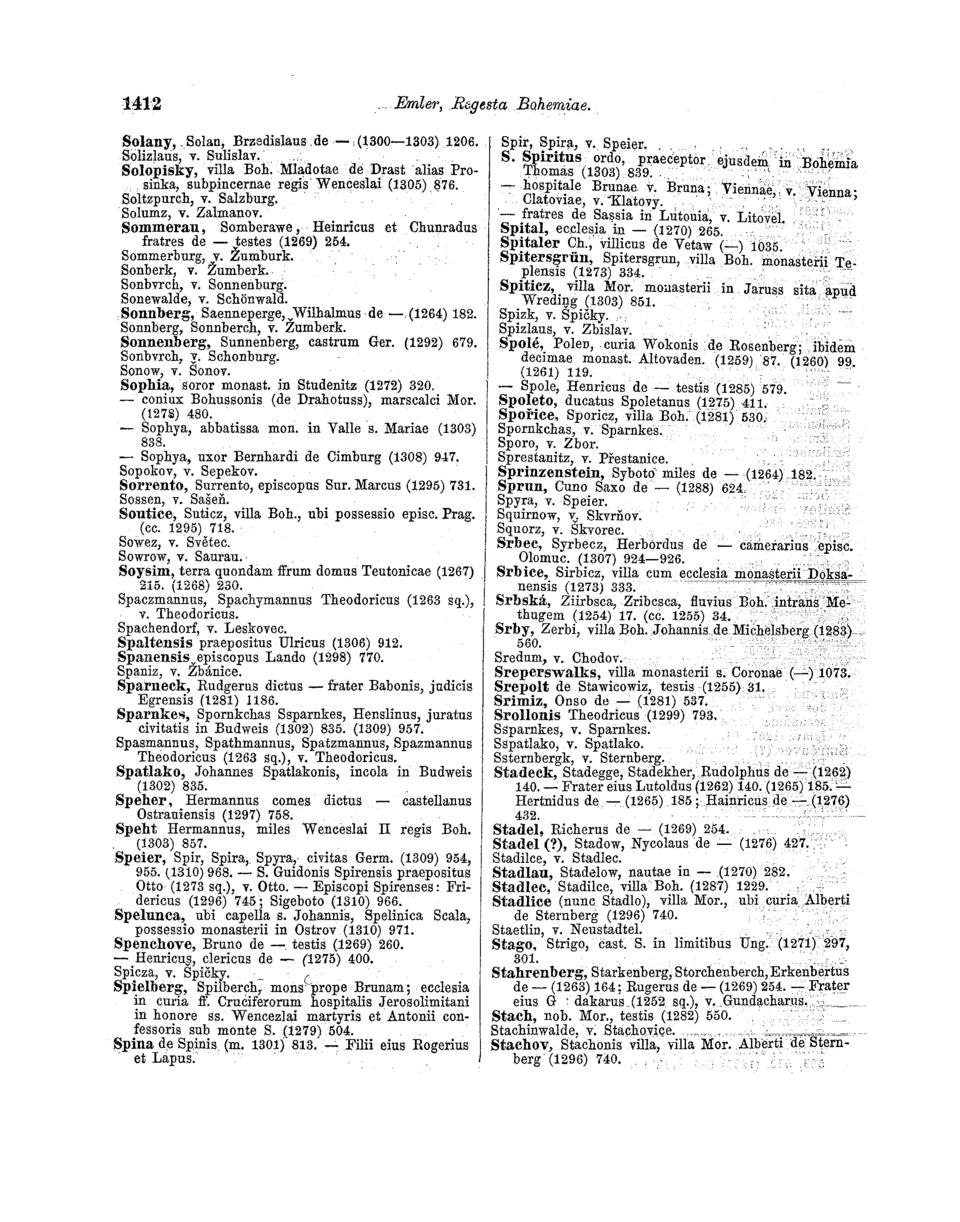 1412
Emler, Regesta Bohemiae.
Solany, Solan, Brzedislaus de — (1300—1303) 1206.
Solizlaus, v. Sulislav.
Solopisky, villa Boh. Mladotae de Drast alias Pro-
sinka, subpincernae regis Wenceslai (1305) 876.
Soltzpurch, v. Salzburg.
Solumz, v. Zalmanov.
Sommerau, Somberawe, Heinricus et Chunradus
fratres de — testes (1269) 254.
Sommerburg, v. Žumburk.
Sonberk, v. Žumberk.
Sonbvrch, v. Sonnenburg.
Sonewalde, v. Schönwald.
Sonnberg, Saenneperge, Wilhalmus de — (1264) 182.
Sonnberg, Sonnberch, v. Žumberk.
Sonnenberg, Sunnenberg, castrum Ger. (1292) 679.
Sonbvrch, v. Schonburg.
Sonow, v. Šonov.
Sophia, soror monast. in Studenitz (1272) 320.
— coniux Bohussonis (de Drahotuss), marscalci Mor.
(1278) 480.
— Sophya, abbatissa mon. in Valle s. Mariae (1303)
838.
— Sophya, uxor Bernhardi de Cimburg (1308) 947.
Sopokov, v. Sepekov.
Sorrento, Surrento, episcopus Sur. Marcus (1295) 731.
Sossen, v. Sašeň.
Soutice, Suticz, villa Boh., ubi possessio episc. Prag.
(cc. 1295) 718.
Sowez, v. Světec.
Sowrow, v. Saurau.
Soysim, terra quondam ffrum domus Teutonicae (1267)
215. (1268) 230.
Spaczmannus, Spachymannus Theodoricus (1263 sq.),
v. Theodoricus.
Spachendorf, v. Leskovec.
Spaltensis praepositus Ulricus (1306) 912.
Spanensis episcopus Lando (1298) 770.
Spaniz, v. Žbánice.
Sparneck, Rudgerus dictus — frater Babonis, judicis
Egrensis (1281) 1186.
Sparnkes, Spornkchas Ssparnkes, Henslinus, juratus
civitatis in Budweis (1302) 835. (1309) 957.
Spasmannus, Spathmannus, Spatzmannus, Spazmannus
Theodoricus (1263 sq.), v. Theodoricus.
Spatlako, Johannes Spatlakonis, incola in Budweis
(1302) 835.
Speher, Hermannus comes dictus — castellanus
Ostraniensis (1297) 758.
Speht Hermannus, miles Wenceslai II regis Boh.
(1303) 857.
Speier, Spir, Spira, Spyra, civitas Germ. (1309) 954,
955. (1310) 968. — S. Guidonis Spirensis praepositus
Otto (1273 sq.), v. Otto. — Episcopi Spirenses: Fri-
dericus (1296) 745; Sigeboto (1310) 966.
Spelunca, ubi capella s. Johannis, Spelinica Scala,
possessio monasterii in Ostrov (1310) 971.
Spenchove, Bruno de — testis (1269) 260.
— Henricus, clericus de — (1275) 400.
Spicza, v. Špičky.
Spielberg, Spilberch, mons prope Brunam; ecclesia
in curia ff. Cruciferorum hospitalis Jerosolimitani
in honore ss. Wencezlai martyris et Antonii con-
fessoris sub monte S. (1279) 504.
Spina de Spinis (m. 1301) 813. — Filii eius Rogerius
et Lapus.
Spir, Spira, v. Speier.
S. Spiritus ordo, praeceptor ejusdem in Bohemia
Thomas (1303) 839.
— hospitale Brunae v. Bruna; Viennae, v. Vienna;
Clatoviae, v. Klatovy.
— fratres de Sassia in Lutonia, v. Litovel.
Spital, ecclesia in — (1270) 265.
Spitaler Ch., villicus de Vetaw (—) 1035.
Spitersgrün, Spitersgrun, villa Boh. monasterii Te-
plensis (1273) 334.
Spiticz, villa Mor. monasterii in Jaruss sita apud
Wreding (1303) 851.
Spizk, v. Špičky.
Spizlaus, v. Zbislav.
Spolé, Polen, curia Wokonis de Rosenberg; ibidem
decimae monast. Altovaden. (1259) 87. (1260) 99.
(1261) 119.
— Spole, Henricus de — testis (1285) 579.
Spoleto, ducatus Spoletanus (1275) 411.
Spořice, Sporicz, villa Boh. (1281) 530.
Spornkchas, v. Sparnkes.
Sporo, v. Zbor.
Sprestanitz, v. Přestanice.
Sprinzenstein, Syboto miles de — (1264) 182.
Sprun, Cuno Saxo de — (1288) 624.
Spyra, v. Speier.
Squirnow, v. Skvrňov.
Squorz, v. Škvorec.
Srbec, Syrbecz, Herbordus de — camerarius episc.
Olomuc. (1307) 924—926.
Srbice, Sirbicz, villa cum ecclesia monasterii Doksa-
nensis (1273) 333.
Srbská, Ziirbsca, Zribcsca, fluvius Boh. intrans Me-
thugem (1254) 17. (cc. 1255) 34.
Srby, Zerbi, villa Boh. Johannis de Michelsberg (1283)
560.
Sredum, v. Chodov.
Sreperswalks, villa monasterii s. Coronae (—) 1073.
Srepolt de Stawicowiz, testis (1255) 31.
Srimiz, Onso de — (1281) 537.
Srollonis Theodricus (1299) 793.
Ssparnkes, v. Sparnkes.
Sspatlako, v. Spatlako.
Ssternbergk, v. Sternberg.
Stadeck, Stadegge, Stadekher, Rudolphus de — (1262)
140. — Frater eius Lutoldus (1262) 140. (1265) 185. —
Hertnidus de — (1265) 185; Hainricus de — (1276)
432.
Stadel, Richerus de — (1269) 254.
Stadel (?), Stadow, Nycolaus de — (1276) 427.
Stadilce, v. Stadlec.
Stadlau, Stadelow, nautae in — (1270) 282.
Stadlec, Stadilce, villa Boh. (1287) 1229.
Stadlice (nunc Stadlo), villa Mor., ubi curia Alberti
de Sternberg (1296) 740.
Staetlin, v. Neustadtel.
Stago, Strigo, cast. S. in limitibus Ung. (1271) 297,
301.
Stahrenberg, Starkenberg, Storchenberch, Erkenbertus
de — (1263) 164; Rugerus de — (1269) 254. — Frater
eius G dakarus (1252 sq.), v. Gundacharus.
Stach, nob. Mor., testis (1282) 550.
Stachinwalde, v. Stachovice.
Stachov, Stachonis villa, villa Mor. Alberti de Stern-
berg (1296) 740.